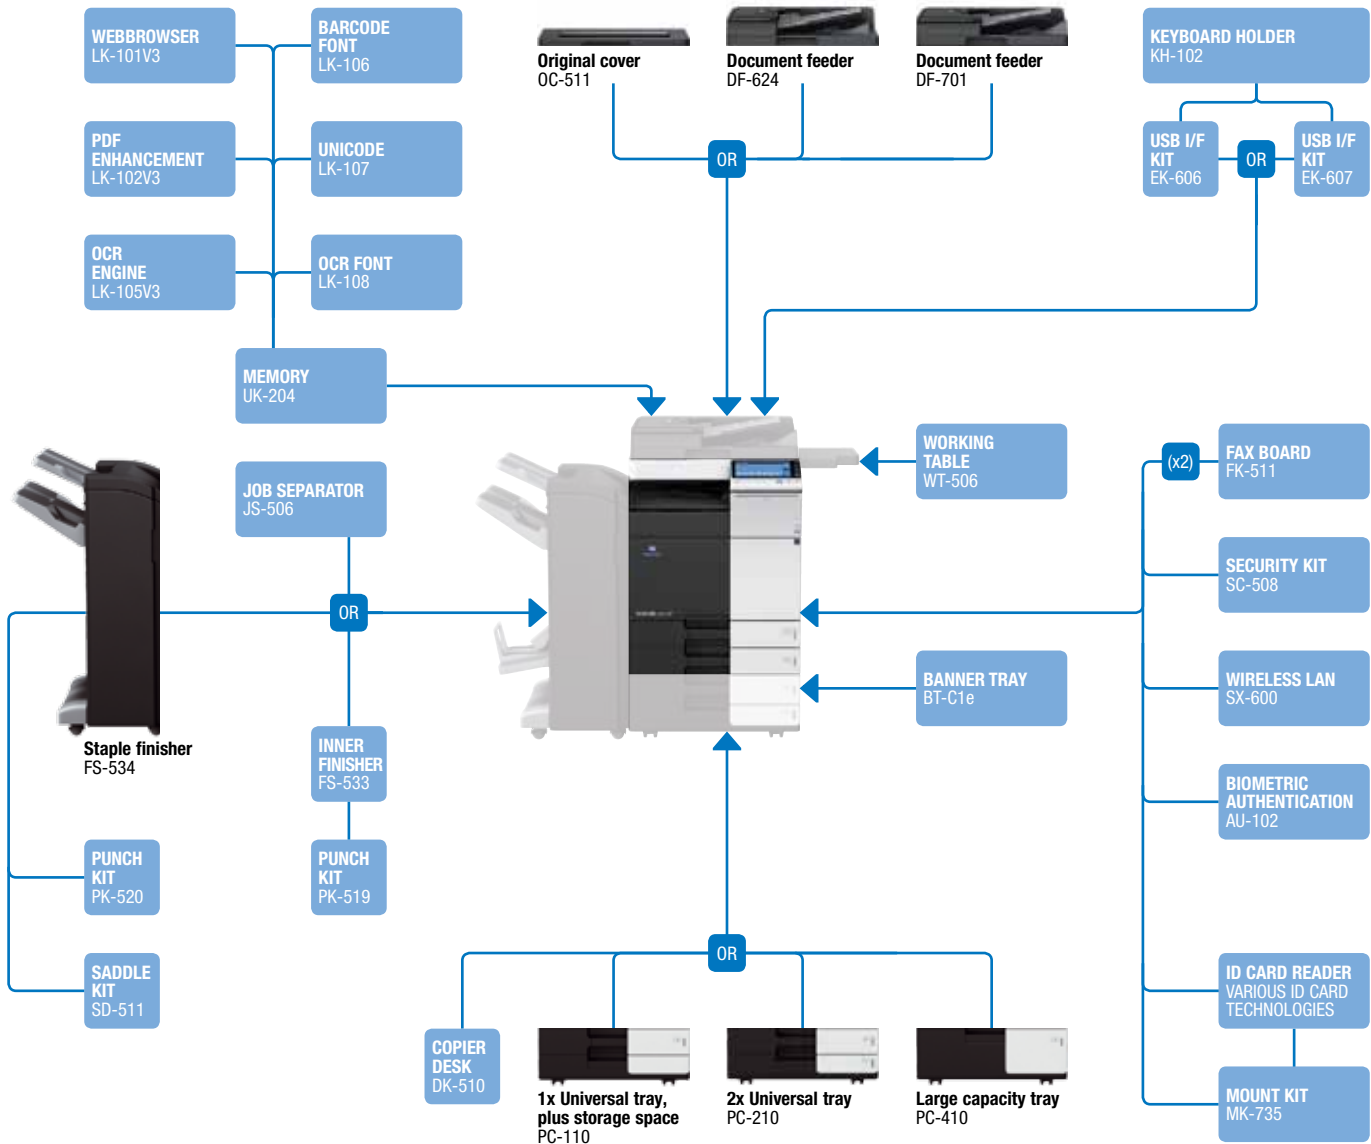 WEBBROWSER
LK-101V3
BARCODE
FONT
LK-106
PDF
ENHANCEMENT
LK-102V3
UNICODE
LK-107
OCR
ENGINE
LK-105V3
OCR FONT
LK-108
MEMORY
UK-204
Original cover
OC-511
Document feeder
DF-624
Document feeder
DF-701
OR
KEYBOARD HOLDER
KH-102
USB I/F
KIT
EK-606
OR
USB I/F
KIT
EK-607
WORKING
TABLE
WT-506
(x2)
FAX BOARD
FK-511
SECURITY KIT
SC-508
WIRELESS LAN
SX-600
BIOMETRIC
AUTHENTICATION
AU-102
ID CARD READER
VARIOUS ID CARD
TECHNOLOGIES
MOUNT KIT
MK-735
JOB SEPARATOR
JS-506
OR
BANNER TRAY
BT-C1e
Staple finisher
FS-534
INNER
FINISHER
FS-533
PUNCH
KIT
PK-520
PUNCH
KIT
PK-519
SADDLE
KIT
SD-511
OR
COPIER
DESK
DK-510
1x Universal tray,
plus storage space
PC-110
2x Universal tray
PC-210
Large capacity tray
PC-410